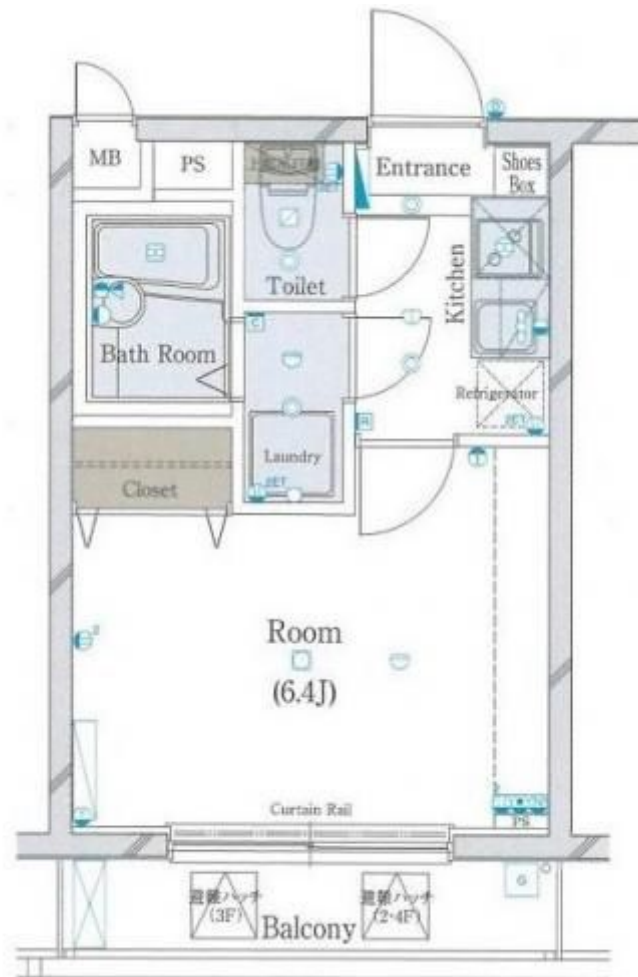 MB
PS
Entrance
Shoes
Box
Toilet
Kitchen
Bath Room
C
R
Refrigerator
Laundry
Closet
Room
(6.4J)
Curtain Rail
PS
避難ハッチ
(3F)
避難ハッチ
(2・4F)
G
Balcony